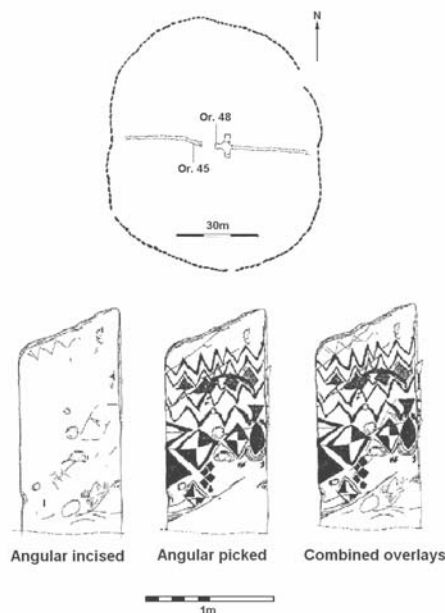 N
Or. 48
Or. 45
30m
Angular incised
Angular picked
Combined overlays
1m